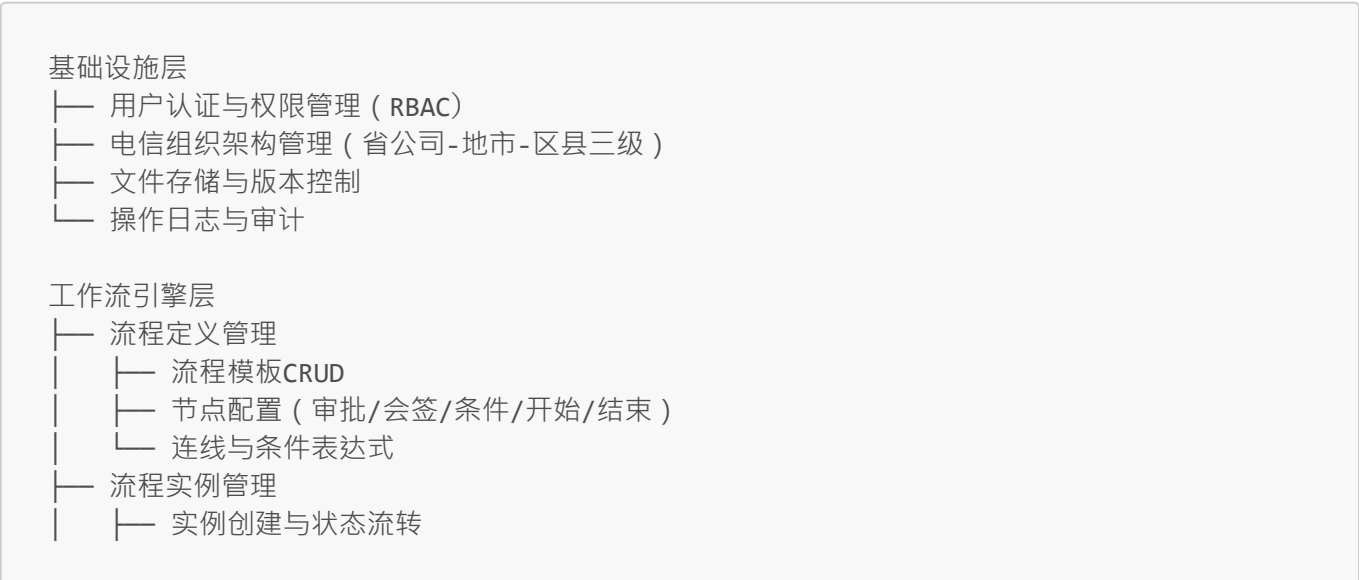 基础设施层
├── 用户认证与权限管理（RBAC）
├── 电信组织架构管理（省公司-地市-区县三级）
├── 文件存储与版本控制
└── 操作日志与审计
工作流引擎层
├── 流程定义管理
│   ├── 流程模板CRUD
│   ├── 节点配置（审批/会签/条件/开始/结束）
│   └── 连线与条件表达式
├── 流程实例管理
│   ├── 实例创建与状态流转